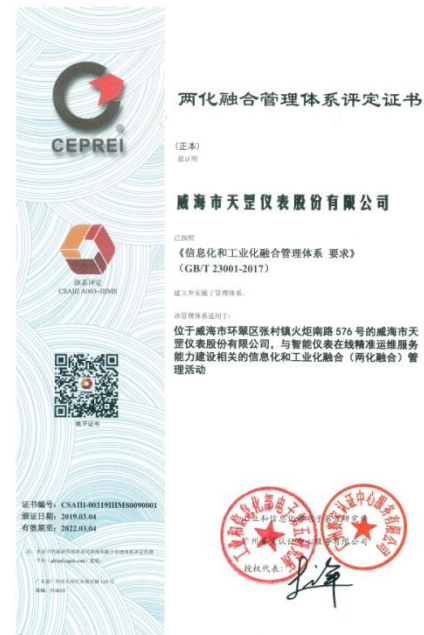 CEPREI
®
体系评定
CSAIII A003-IIIMS
电子证书
证书编号：CSAIII-00319IIIMS0090001
颁证日期：2019.03.04
有效期至：2022.03.04
两化融合管理体系评定证书
(正本)
兹证明
威海市天罡仪表股份有限公司
已按照
《信息化和工业化融合管理体系 要求》
（GB/T 23001-2017）
建立并实施了管理体系。
该管理体系适用于：
位于威海市环翠区张村镇火炬南路 576 号的威海市天
罡仪表股份有限公司，与智能仪表在线精准运维服务
能力建设相关的信息化和工业化融合（两化融合）管
理活动
授权代表：